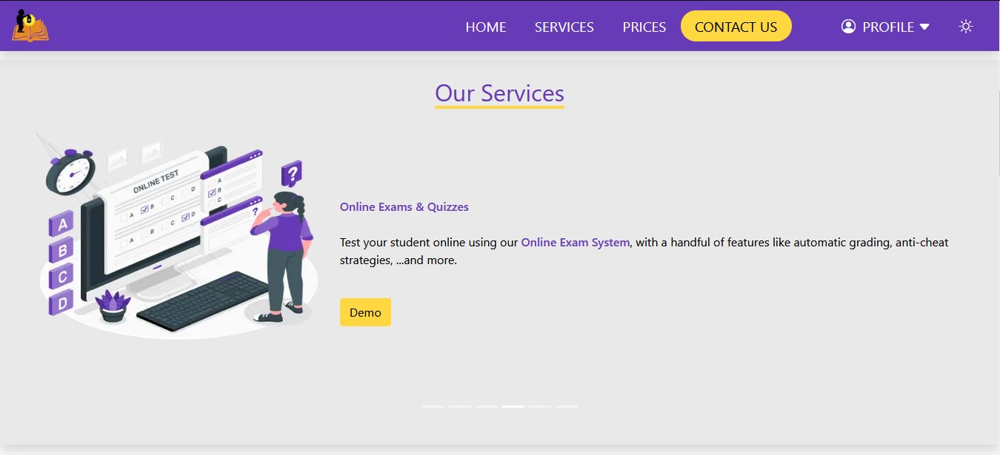 HOME SERVICES PRICES CONTACT US PROFILE
Our Services
ONLINE TEST
A B C D
A B C D
A B C D
A
B
C
?
?
A
B
C
D
Online Exams & Quizzes
Test your student online using our Online Exam System, with a handful of features like automatic grading, anti-cheat
strategies, ...and more.
Demo